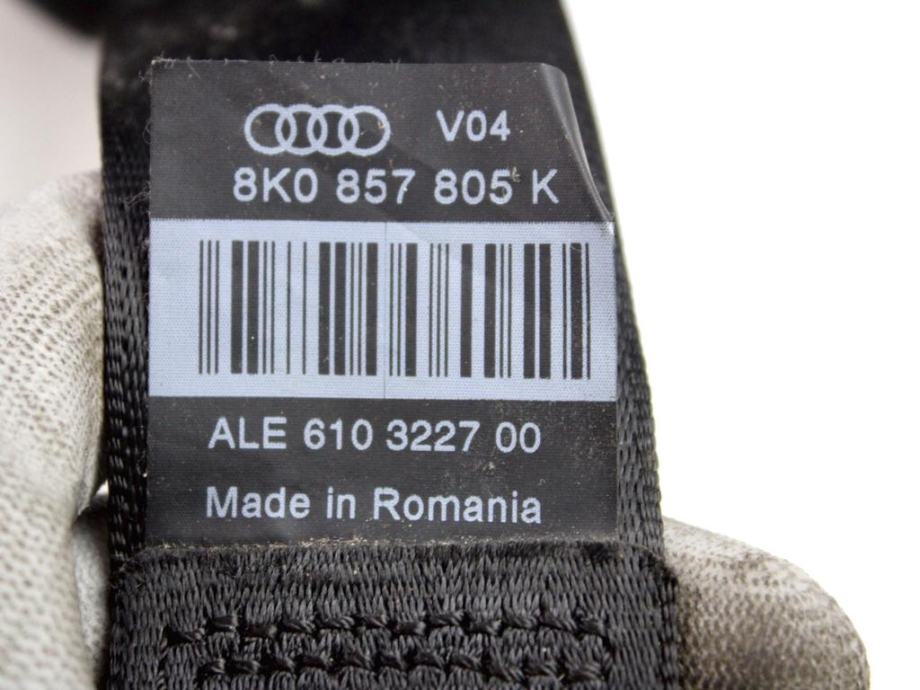 V04
8K0 857 805 K
ALE 610 3227 00
Made in Romania